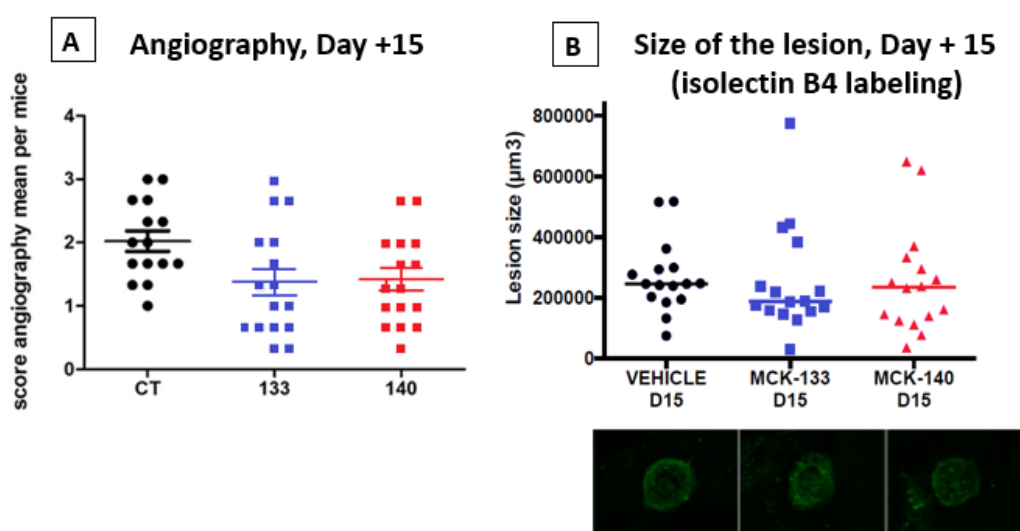 A
Angiography, Day +15
score angiography mean per mice
4
3
2
1
0
CT 133 140
B
Size of the lesion, Day + 15
(isolectin B4 labeling)
Lesion size (µm3)
800000
600000
400000
200000
0
VEHICLE MCK-133 MCK-140
D15 D15 D15